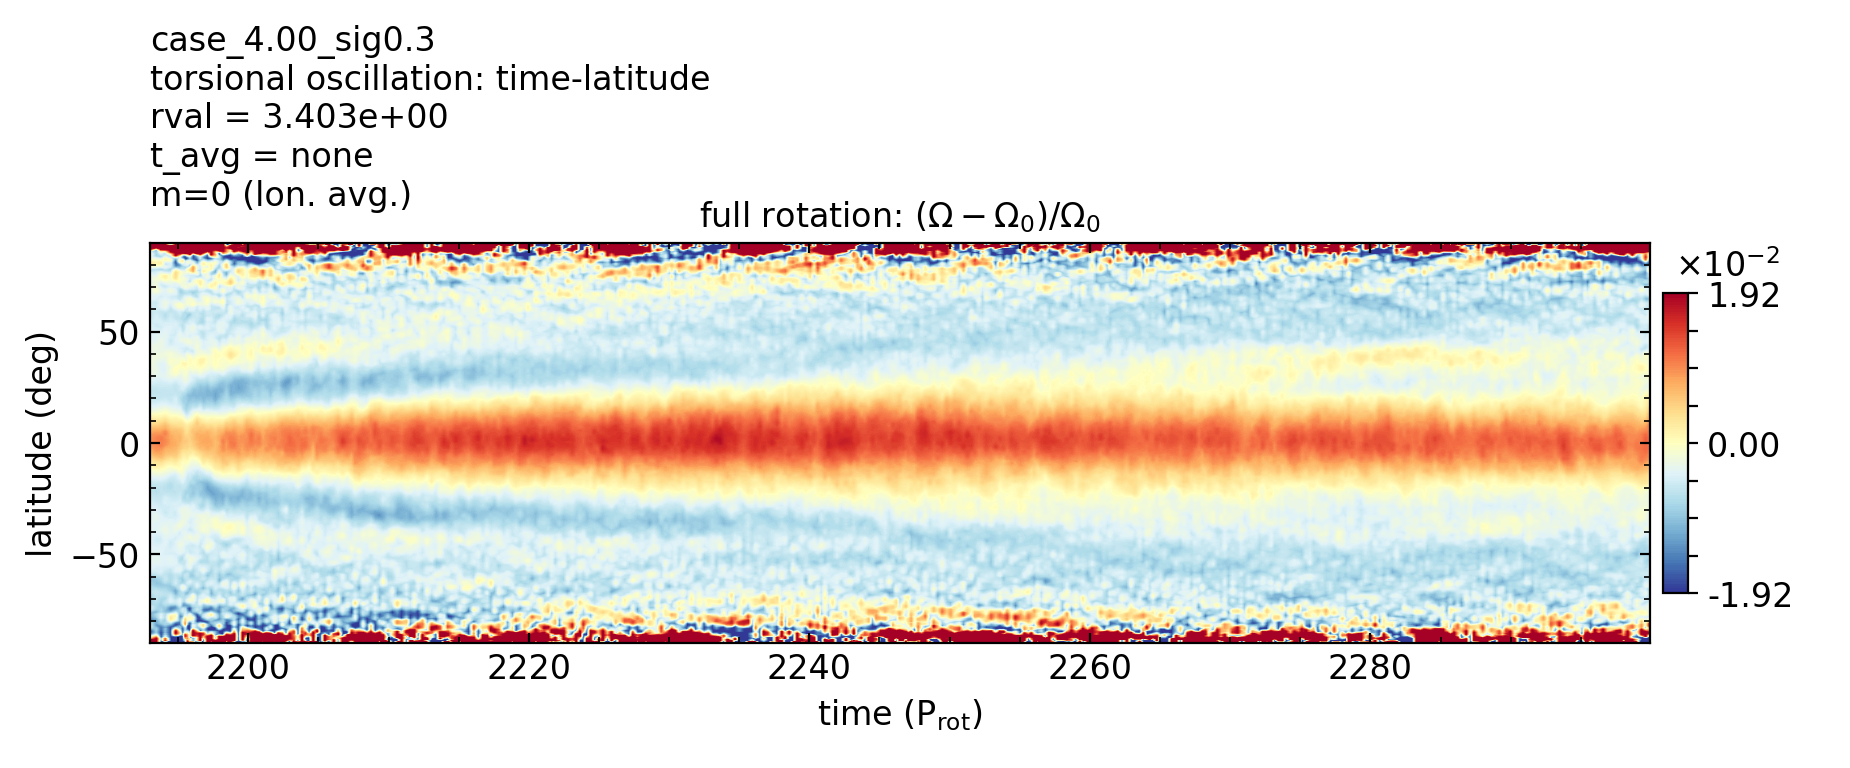 case_4.00_sig0.3
torsional oscillation: time-latitude
rval = 3.403e+00
t_avg = none
m=0 (lon. avg.)
full rotation: (Ω − Ω₀)/Ω₀
×10⁻²
1.92
0.00
-1.92
latitude (deg)
50
0
−50
2200 2220 2240 2260 2280
time (P_rot)